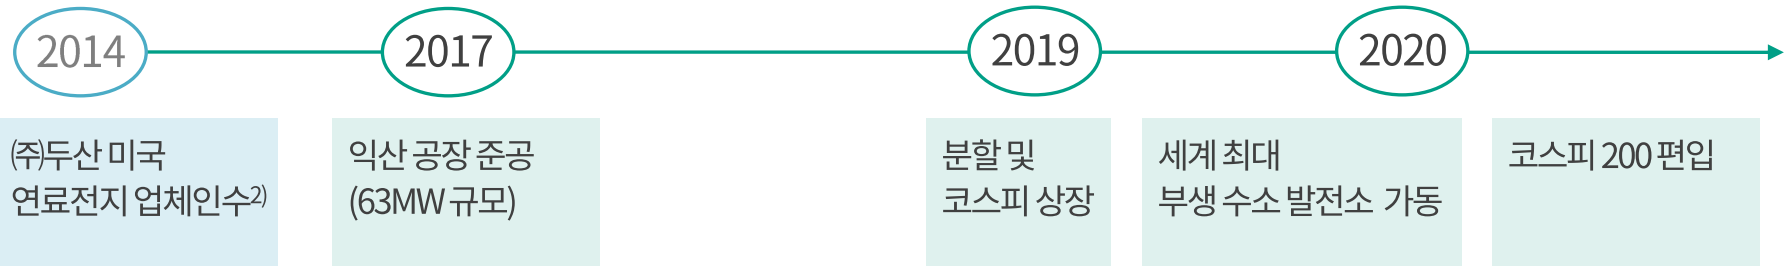 2014
2017
2019
2020
㈜두산 미국
연료전지 업체인수2)
익산 공장 준공
(63MW 규모)
분할 및
코스피 상장
세계 최대
부생 수소 발전소 가동
코스피 200 편입